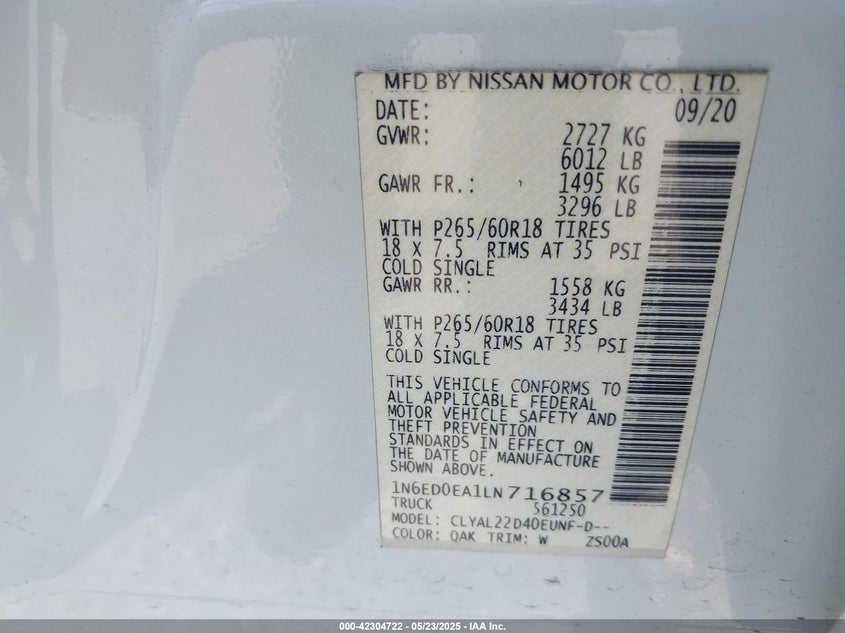 MFD BY NISSAN MOTOR CO., LTD.
DATE: 09/20
GVWR: 2727 KG
6012 LB
GAWR FR.: 1495 KG
3296 LB
WITH P265/60R18 TIRES
18 X 7.5 RIMS AT 35 PSI
COLD SINGLE
GAWR RR.: 1558 KG
3434 LB
WITH P265/60R18 TIRES
18 X 7.5 RIMS AT 35 PSI
COLD SINGLE
THIS VEHICLE CONFORMS TO
ALL APPLICABLE FEDERAL
MOTOR VEHICLE SAFETY AND
THEFT PREVENTION
STANDARDS IN EFFECT ON
THE DATE OF MANUFACTURE
SHOWN ABOVE.
1N6ED0EA1LN716857
TRUCK 561250
MODEL: CLYAL22D40EUNF-D--
COLOR: QAK TRIM: W ZS00A
000-42304722 - 05/23/2025 - IAA Inc.